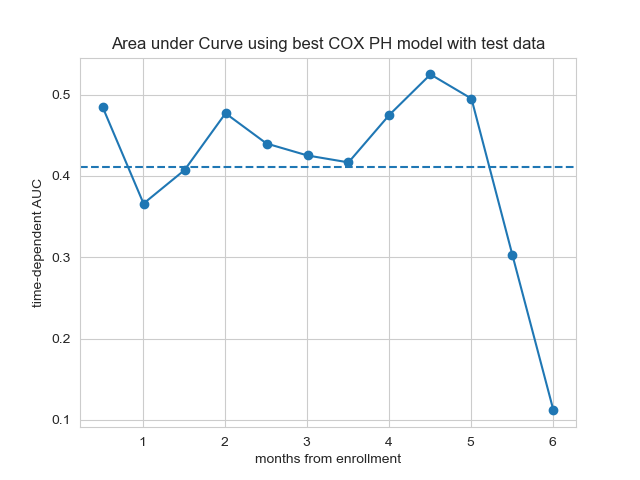 Area under Curve using best COX PH model with test data
time-dependent AUC
0.5
0.4
0.3
0.2
0.1
1 2 3 4 5 6
months from enrollment